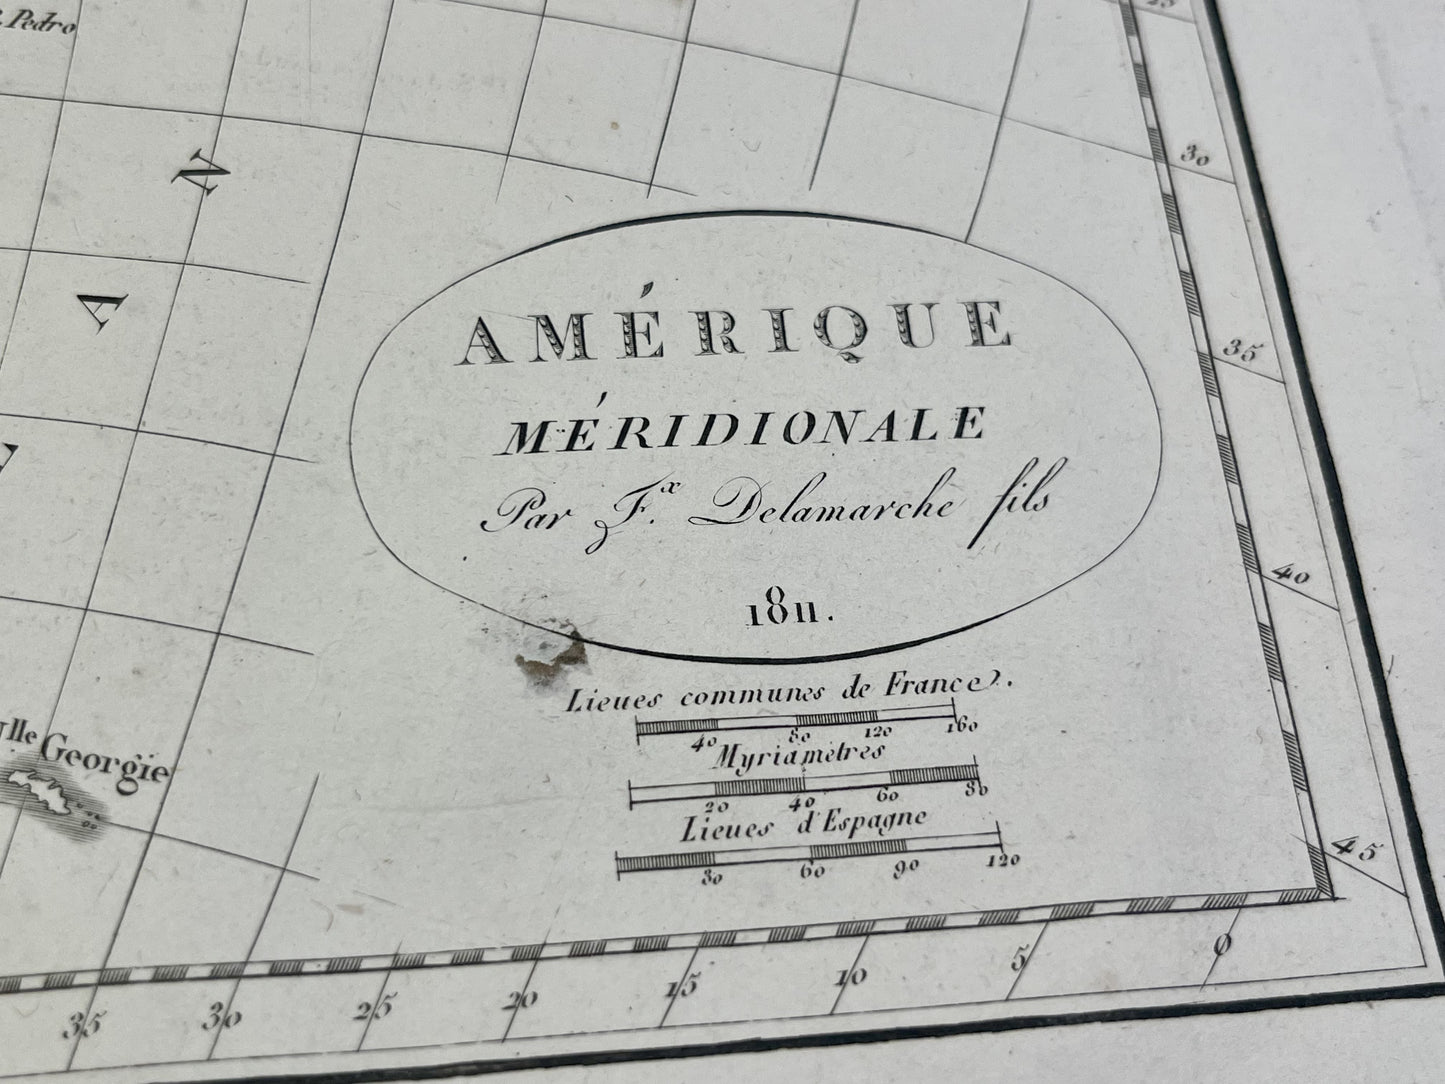 Pedro
N
A
AMÉRIQUE
MÉRIDIONALE
Par F.x Delamarche fils
1811.
Lieues communes de France.
40 80 120 160
Myriamètres
20 40 60 80
Lieues d'Espagne
30 60 90 120
lle Georgie
25
30
35
40
45
35 30 25 20 15 10 5 0